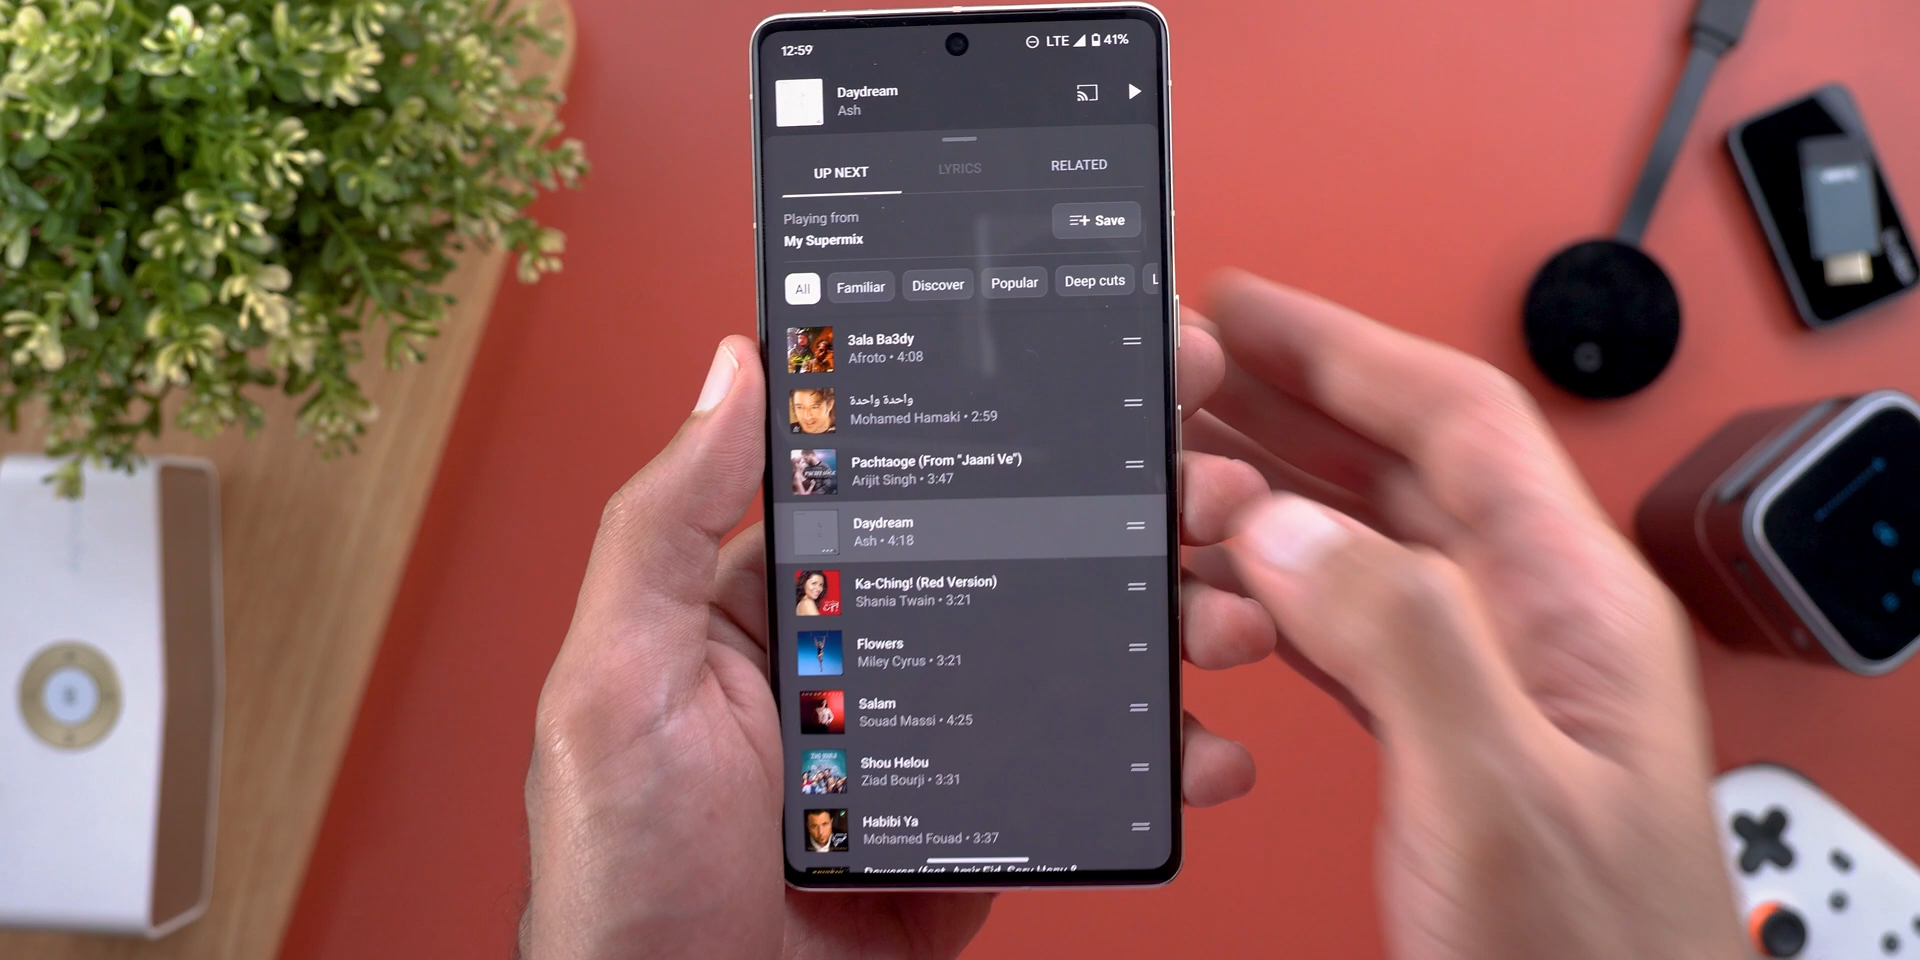 12:59
LTE 41%
Daydream
Ash
UP NEXT LYRICS RELATED
Playing from
My Supermix
Save
All Familiar Discover Popular Deep cuts L
3ala Ba3dy
Afroto • 4:08
واحدة واحدة
Mohamed Hamaki • 2:59
Pachtaoge (From "Jaani Ve")
Arijit Singh • 3:47
Daydream
Ash • 4:18
Ka-Ching! (Red Version)
Shania Twain • 3:21
Flowers
Miley Cyrus • 3:21
Salam
Souad Massi • 4:25
Shou Helou
Ziad Bourji • 3:31
Habibi Ya
Mohamed Fouad • 3:37